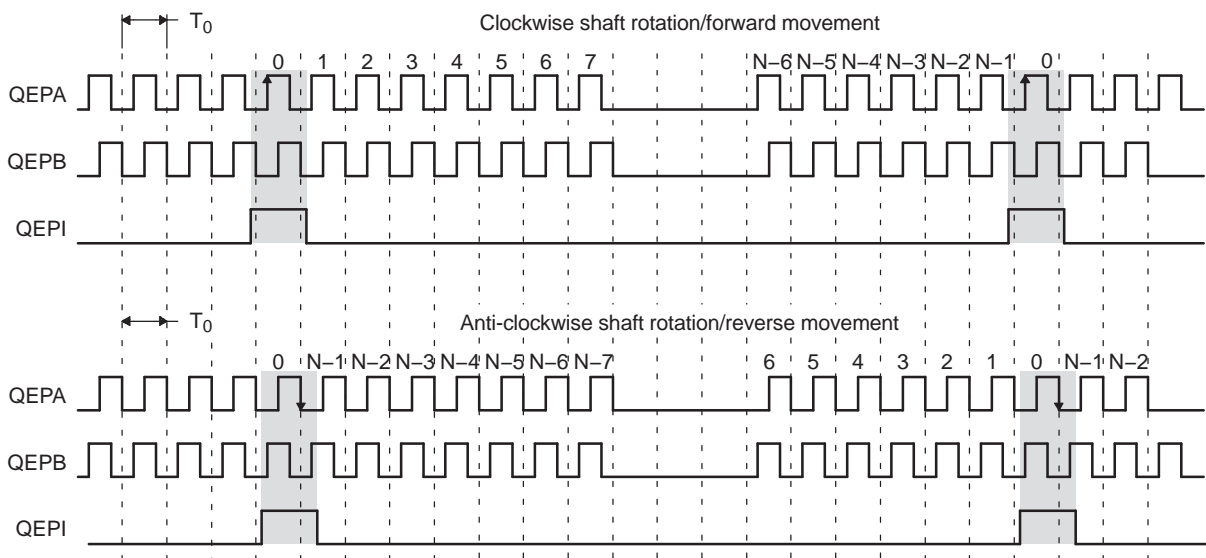 T0 Clockwise shaft rotation/forward movement
0 1 2 3 4 5 6 7 N–6 N–5 N–4 N–3 N–2 N–1 0
QEPA
QEPB
QEPI
T0 Anti-clockwise shaft rotation/reverse movement
0 N–1 N–2 N–3 N–4 N–5 N–6 N–7 6 5 4 3 2 1 0 N–1 N–2
QEPA
QEPB
QEPI